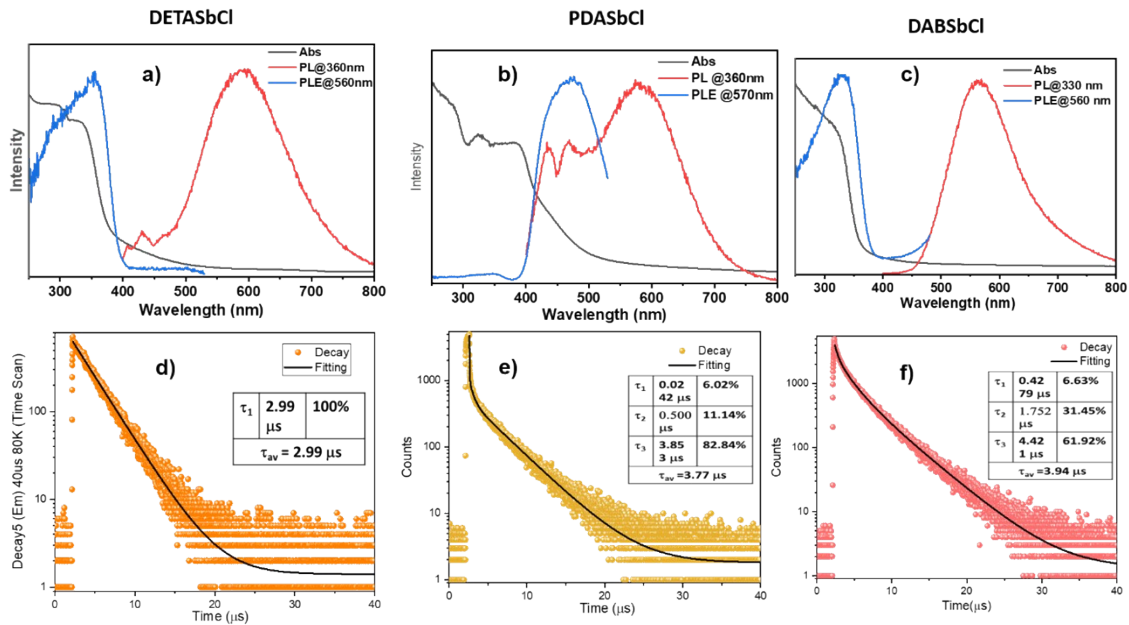 DETASbCl
PDASbCl
DABSbCl
a)
Abs
PL@360nm
PLE@560nm
Intensity
300 400 500 600 700 800
Wavelength (nm)
b)
Abs
PL @360nm
PLE @570nm
Intensity
300 400 500 600 700 800
Wavelength (nm)
c)
Abs
PL@330 nm
PLE@560 nm
300 400 500 600 700 800
Wavelength (nm)
d)
Decay
Fitting
τ1 2.99 μs 100%
τav = 2.99 μs
Decay5 (Em) 40us 80K (Time Scan)
100
10
1
0 10 20 30 40
Time (μs)
e)
Decay
Fitting
τ1 0.02 42 μs 6.02%
τ2 0.500 μs 11.14%
τ3 3.85 3 μs 82.84%
τav =3.77 μs
Counts
1000
100
10
1
0 10 20 30 40
Time (μs)
f)
Decay
Fitting
τ1 0.42 79 μs 6.63%
τ2 1.752 μs 31.45%
τ3 4.42 1 μs 61.92%
τav =3.94 μs
Counts
1000
100
10
1
0 10 20 30 40
Time(μs)